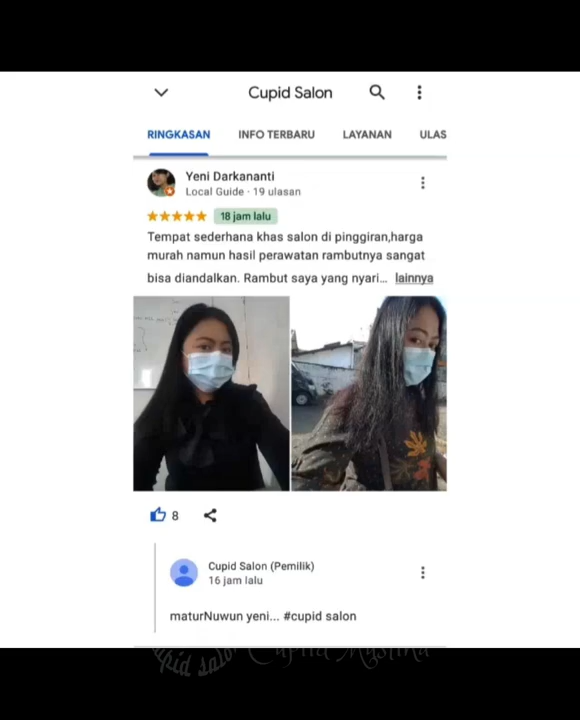 Cupid Salon
RINGKASAN INFO TERBARU LAYANAN ULAS
Yeni Darkananti
Local Guide · 19 ulasan
18 jam lalu
Tempat sederhana khas salon di pinggiran,harga
murah namun hasil perawatan rambutnya sangat
bisa diandalkan. Rambut saya yang nyari... lainnya
8
Cupid Salon (Pemilik)
16 jam lalu
maturNuwun yeni... #cupid salon